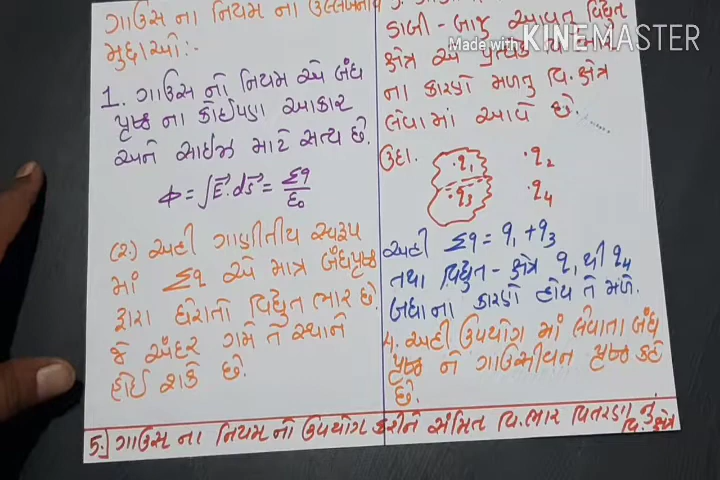 ગાઉસ ના નિયમ ના ઉલ્લેખનીય
મુદ્દાઓ:-
1. ગાઉસ નો નિયમ એ બંધ
પૃષ્ઠ ના કોઈપણ આકાર
અને સાઈઝ માટે સત્ય છે.
Φ = ∫E⃗.dS⃗ = Σq/ε₀
(૨.) અહી ગાણીતીય સ્વરૂપ
માં Σq એ માત્ર બંધપૃષ્ઠ
દ્વારા ઘેરાતો વિદ્યુત ભાર છે.
જે અંદર ગમે તે સ્થાને
હોઈ શકે છે.
ડાબી - બાજુ આવત વિદ્યુત
ક્ષેત્ર એ પ્રત્યેક
ના કારણે મળતુ વિ. ક્ષેત્ર
લેવામાં આવે છે.
ઉદા. .q₁ .q₂
.q₃ .q₄
અહી Σq = q₁ + q₃
તથા વિદ્યુત - ક્ષેત્ર q₁ થી q₄
બધાના કારણે હોય તે મળે.
4. અહી ઉપયોગ માં લેવાતા બંધ
પૃષ્ઠ ને ગાઉસીયન પૃષ્ઠ કહે
છે.
5. ગાઉસ ના નિયમ નો ઉપયોગ કરીને સંમિત વિ.ભાર વિતરણ નું
વિ. ક્ષેત્ર
Made with KINEMASTER